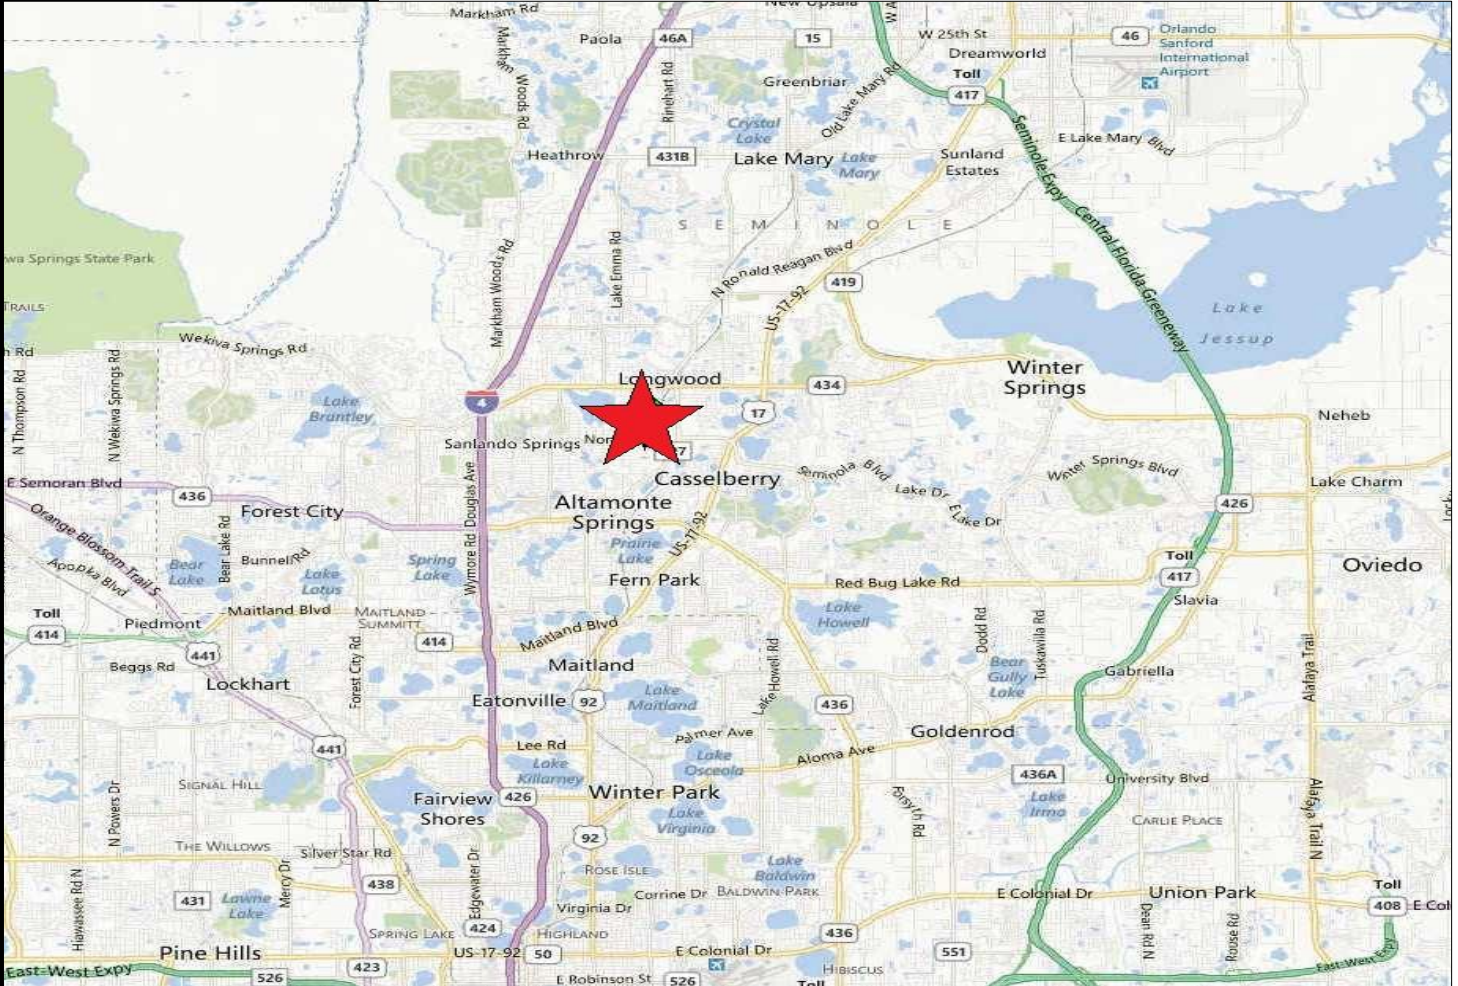 Markham Rd
New Upsala
W A
Paola
46A
15
W 25th St
46
Orlando
Sanford
International
Airport
Dreamworld
Toll
417
Markham
Woods Rd
Rinehart Rd
Greenbriar
Old Lake Mary Rd
Crystal
Lake
Seminole Expy
E Lake Mary Blvd
Heathrow
431B
Lake Mary
Lake
Mary
Sunland
Estates
SEMINOLE
Central Florida Greeneway
Markham Woods Rd
Lake Emma Rd
N Ronald Reagan Blvd
wa Springs State Park
419
US-17-92
TRAILS
Lake
Jessup
h Rd
Wekiva Springs Rd
N Thompson Rd
N Wekiwa Springs Rd
Longwood
434
Winter
Springs
4
17
Lake
Brantley
Neheb
Sanlando Springs
Nor
7
Casselberry
Seminola Blvd
Winter Springs Blvd
E Semoran Blvd
436
Lake Dr
Lake Charm
Forest City
Altamonte
Springs
E Lake Dr
426
Orange Blossom Trail S
Wymore Rd
Douglas Ave
US-17-92
Bear Lake Rd
Bunnell Rd
Spring
Lake
Prairie
Lake
Toll
417
Oviedo
Apopka Blvd
Bear
Lake
Lake
Lotus
Fern Park
Red Bug Lake Rd
Slavia
Toll
414
Piedmont
Maitland Blvd
MAITLAND
SUMMITT
414
Maitland Blvd
Lake
Howell
Dodd Rd
Tuskawilla Rd
441
Beggs Rd
Lockhart
Forest City Rd
Maitland
Lake Howell Rd
Bear
Gully
Lake
Gabriella
Alafaya Trail
Eatonville
92
Lake
Maitland
436
Palmer Ave
Goldenrod
441
Lee Rd
Lake
Killarney
Lake
Osceola
Aloma Ave
436A
University Blvd
SIGNAL HILL
N Powers Dr
Fairview
Shores
426
Winter Park
Lake
Virginia
Forsyth Rd
Lake
Irma
CARLIE PLACE
Alafaya Trail N
92
THE WILLOWS
Silver Star Rd
Mercy Dr
438
Edgewater Dr
ROSE ISLE
Lake
Baldwin
Corrine Dr
BALDWIN PARK
E Colonial Dr
Union Park
Toll
408
E Col
431
Lawne
Lake
Hiawassee Rd N
Virginia Dr
SPRING LAKE
424
HIGHLAND
436
Dean Rd N
Rouse Rd
Pine Hills
US-17-92
50
E Colonial Dr
551
East-West Expy
526
423
E Robinson St
526
HIBISCUS
Toll
East-West Expy